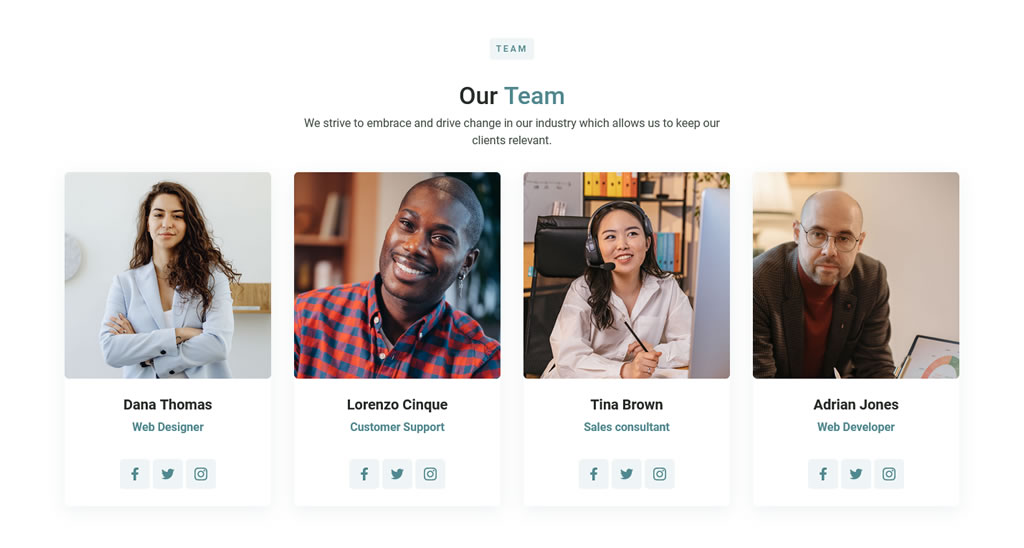 TEAM
Our Team
We strive to embrace and drive change in our industry which allows us to keep our
clients relevant.
Dana Thomas
Web Designer
Lorenzo Cinque
Customer Support
Tina Brown
Sales consultant
Adrian Jones
Web Developer